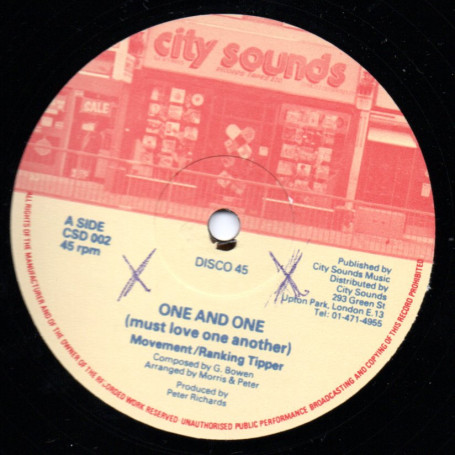 city sounds
CALE
A SIDE
CSD 002
45 rpm
DISCO 45
Published by
City Sounds Music
Distributed by
City Sounds
293 Green St
Upton Park, London E.13
Tel: 01-471-4955
ONE AND ONE
(must love one another)
Movement/Ranking Tipper
Composed by G. Bowen
Arranged by Morris & Peter
Produced by
Peter Richards
ALL RIGHTS OF THE MANUFACTURER AND OF THE OWNER OF THE RECORDED WORK RESERVED. UNAUTHORISED PUBLIC PERFORMANCE BROADCASTING AND COPYING OF THIS RECORD PROHIBITED